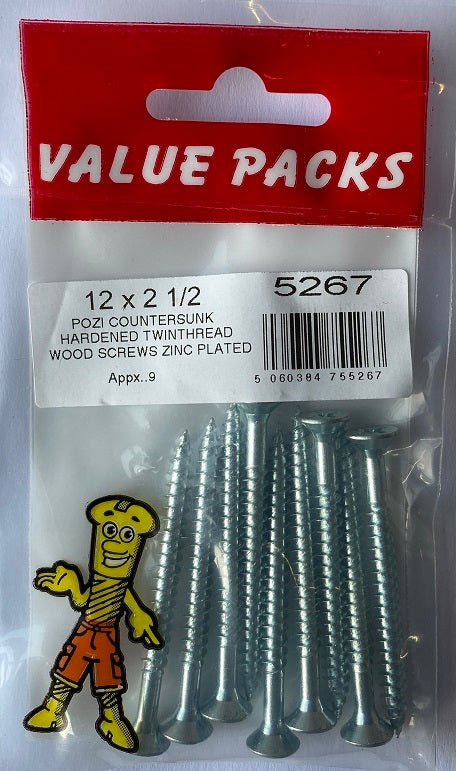 VALUE PACKS
12 x 2 1/2
POZI COUNTERSUNK
HARDENED TWINTHREAD
WOOD SCREWS ZINC PLATED
Appx..9
5267
5 060384 755267